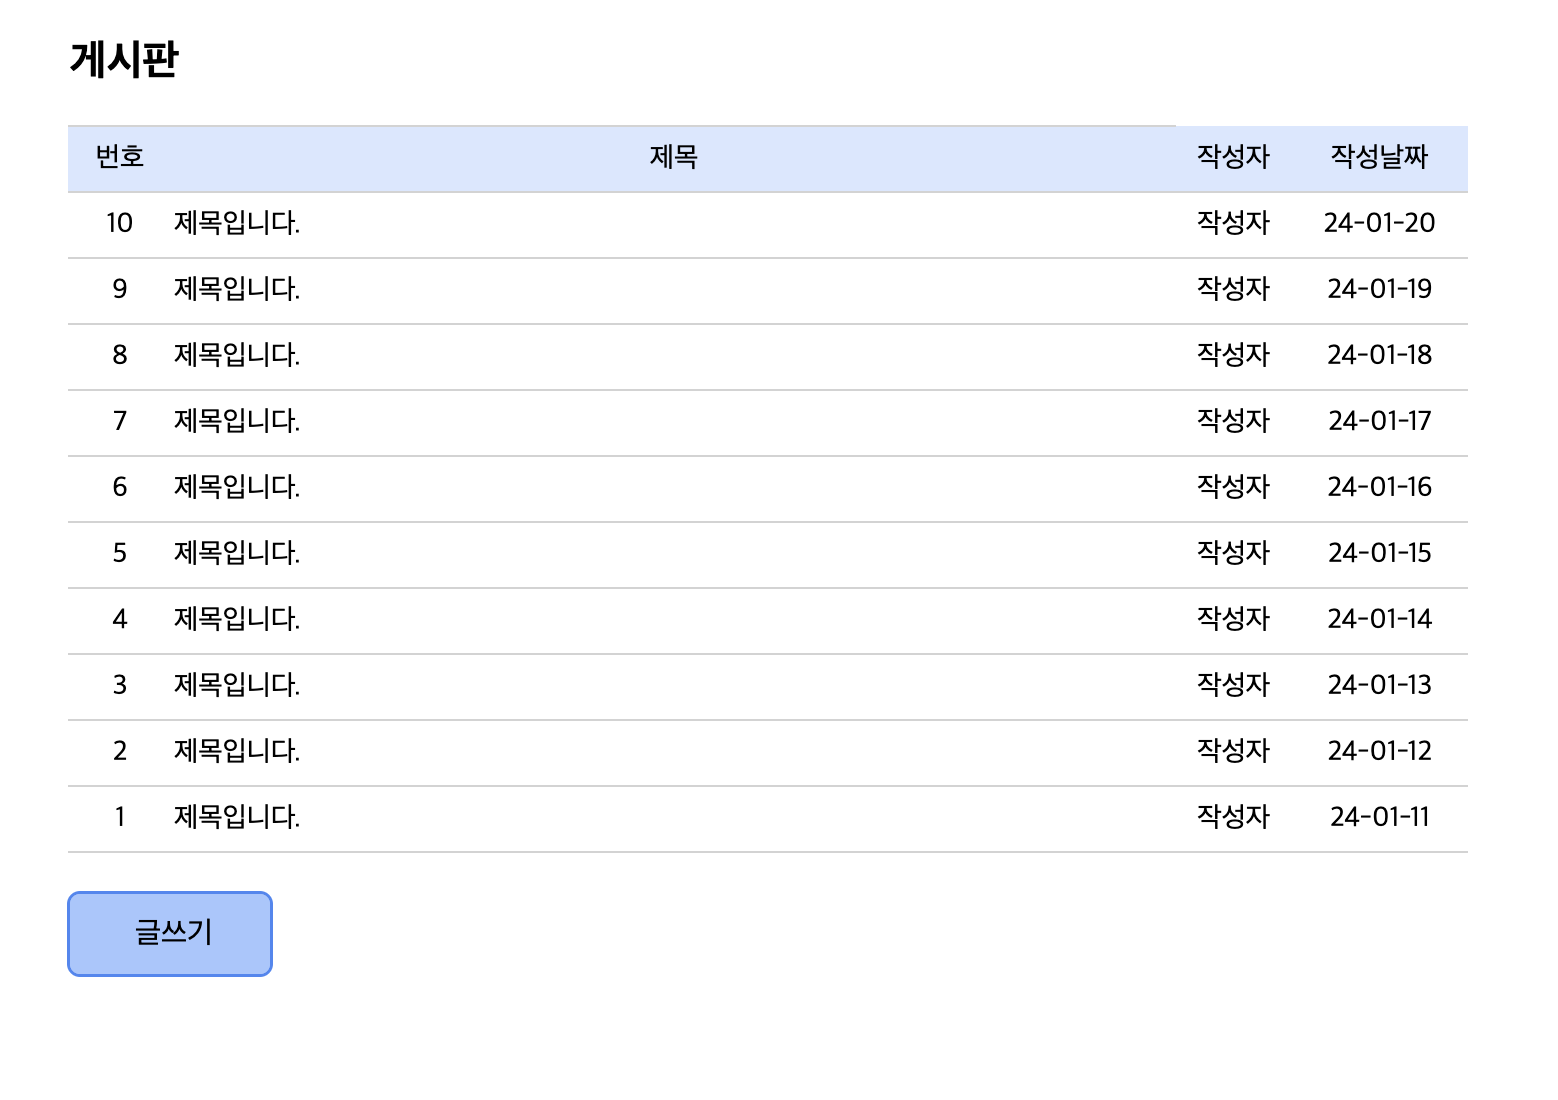 게시판
번호 제목 작성자 작성날짜
10 제목입니다. 작성자 24-01-20
9 제목입니다. 작성자 24-01-19
8 제목입니다. 작성자 24-01-18
7 제목입니다. 작성자 24-01-17
6 제목입니다. 작성자 24-01-16
5 제목입니다. 작성자 24-01-15
4 제목입니다. 작성자 24-01-14
3 제목입니다. 작성자 24-01-13
2 제목입니다. 작성자 24-01-12
1 제목입니다. 작성자 24-01-11
글쓰기